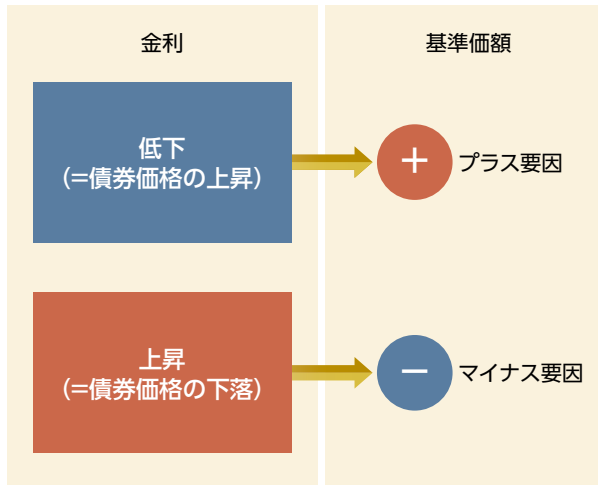 金利
基準価額
低下
(=債券価格の上昇)
+
プラス要因
上昇
(=債券価格の下落)
−
マイナス要因